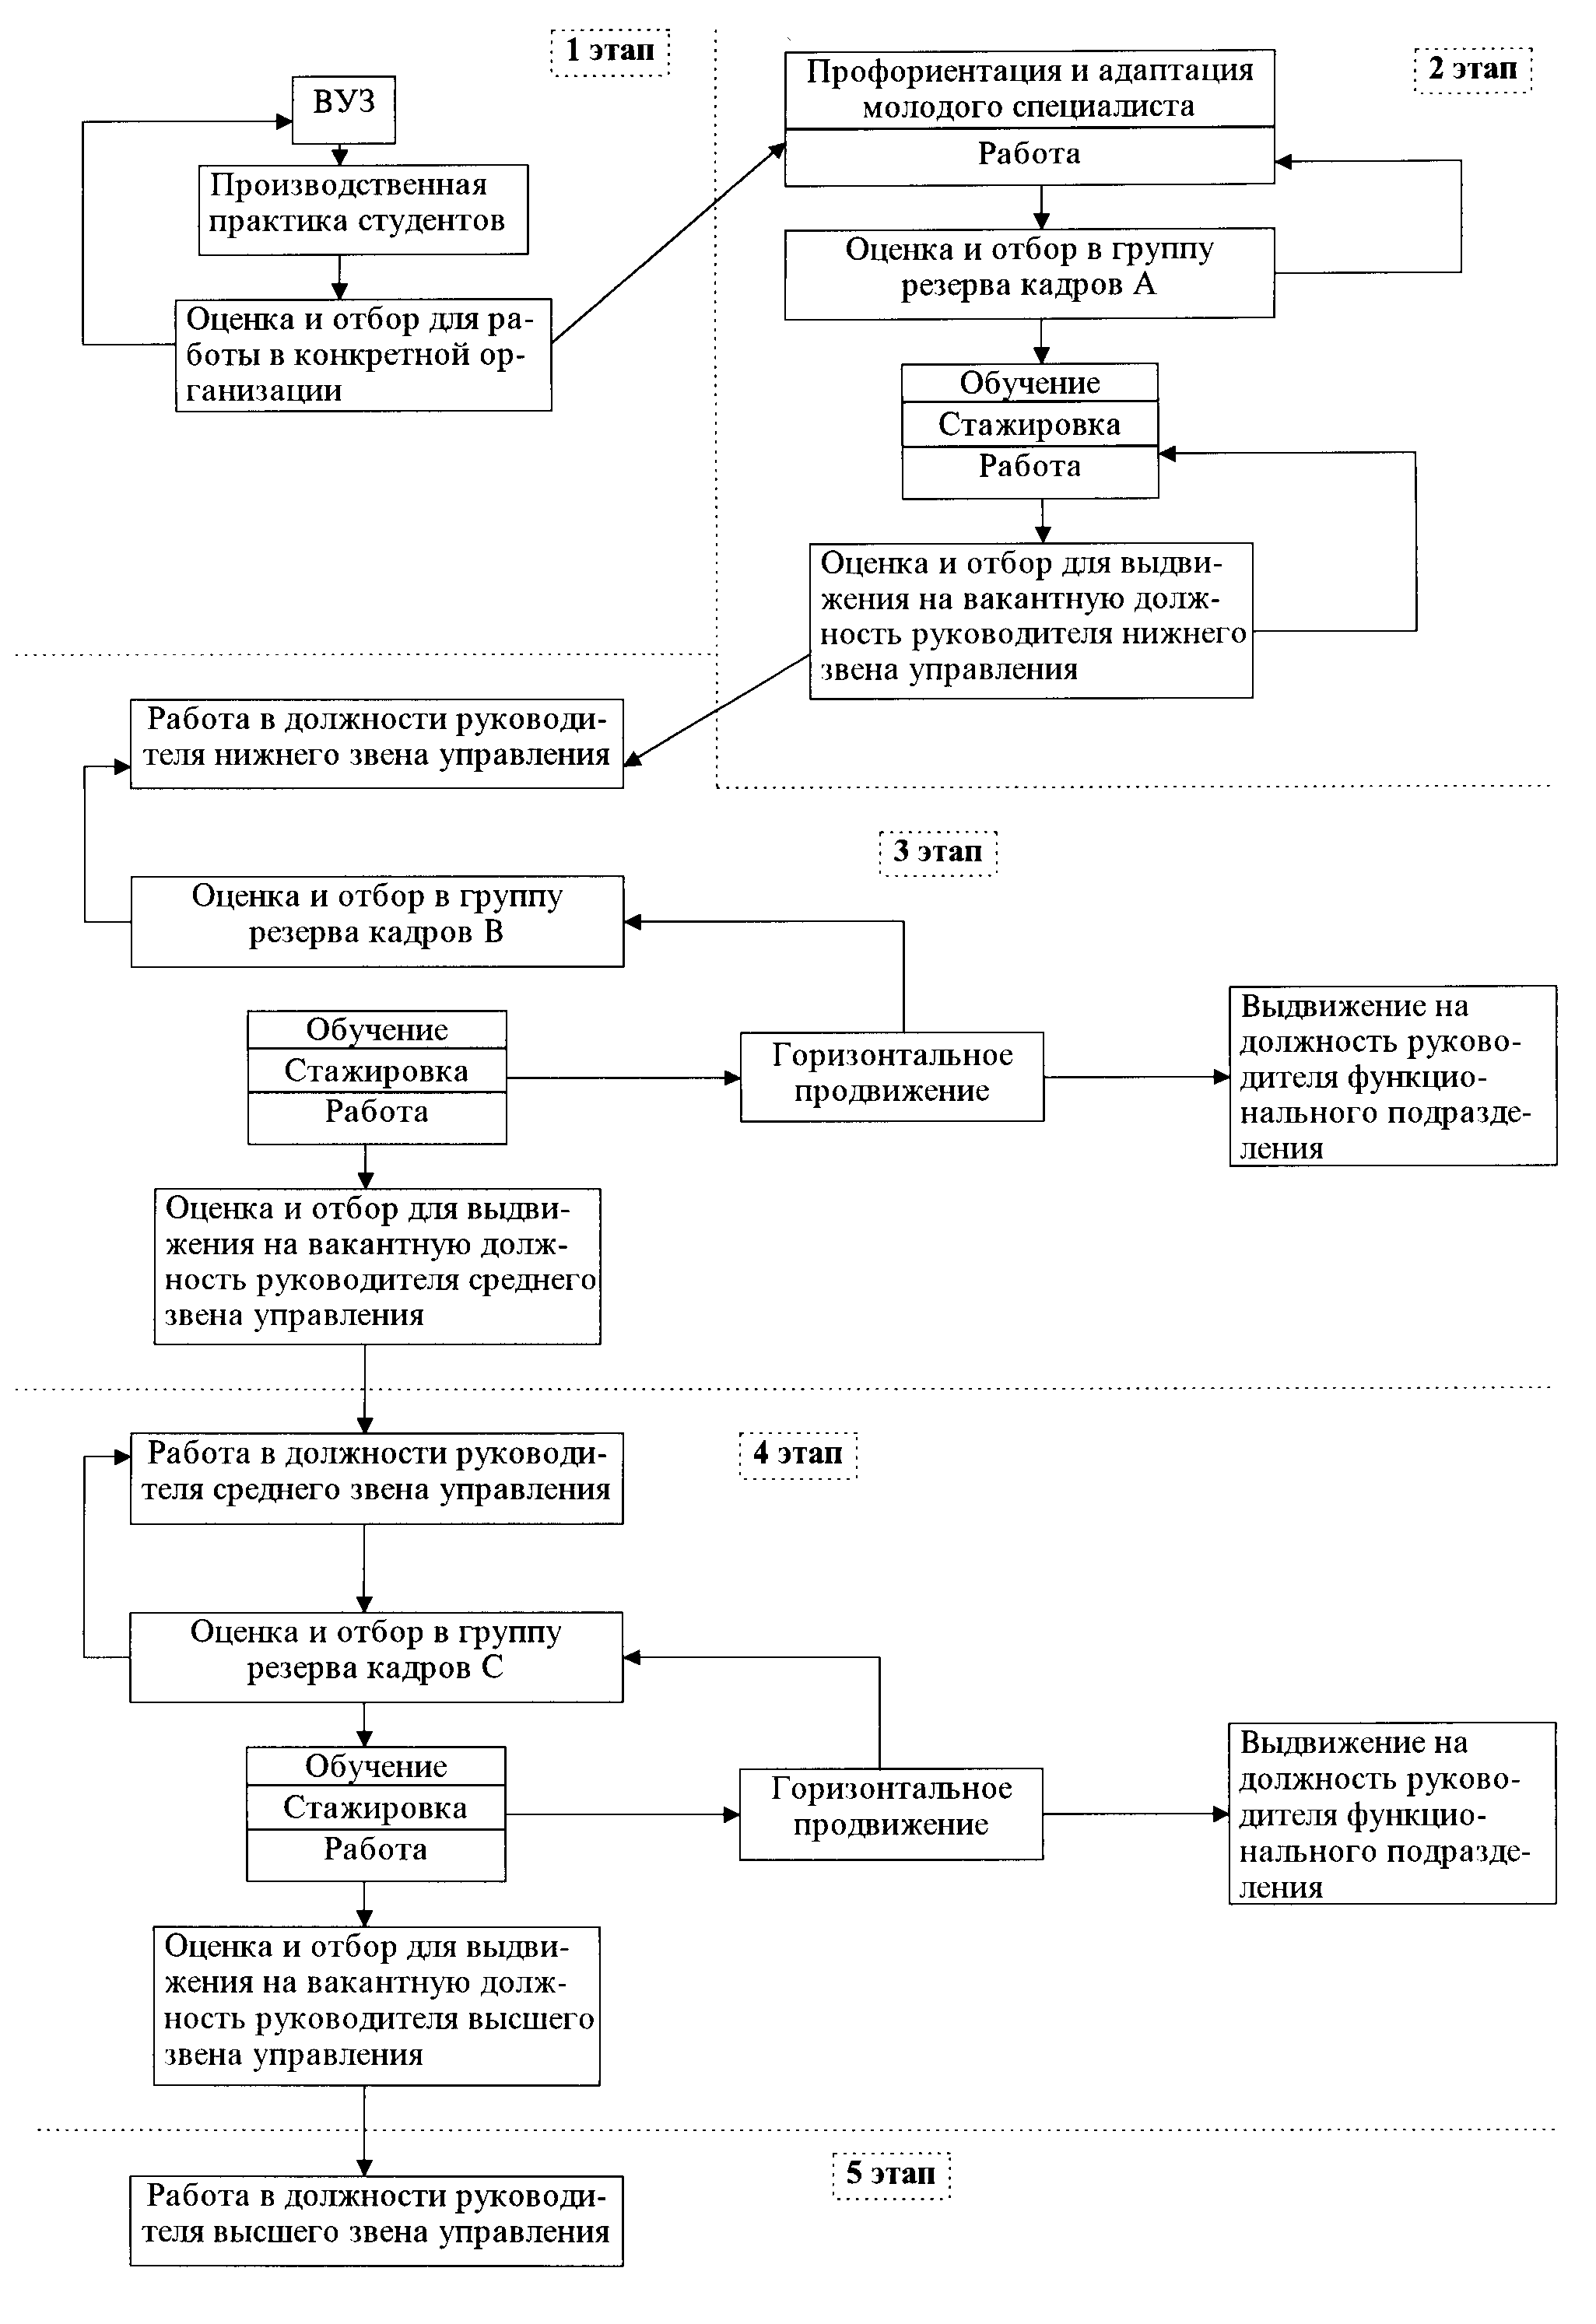 1 этап
ВУЗ
Производственная
практика студентов
Оценка и отбор для ра-
боты в конкретной ор-
ганизации
2 этап
Профориентация и адаптация
молодого специалиста
Работа
Оценка и отбор в группу
резерва кадров А
Обучение
Стажировка
Работа
Оценка и отбор для выдви-
жения на вакантную долж-
ность руководителя нижнего
звена управления
Работа в должности руководи-
теля нижнего звена управления
3 этап
Оценка и отбор в группу
резерва кадров В
Обучение
Стажировка
Работа
Горизонтальное
продвижение
Выдвижение на
должность руково-
дителя функцио-
нального подразде-
ления
Оценка и отбор для выдви-
жения на вакантную долж-
ность руководителя среднего
звена управления
4 этап
Работа в должности руководи-
теля среднего звена управления
Оценка и отбор в группу
резерва кадров С
Обучение
Стажировка
Работа
Горизонтальное
продвижение
Выдвижение на
должность руково-
дителя функцио-
нального подразде-
ления
Оценка и отбор для выдви-
жения на вакантную долж-
ность руководителя высшего
звена управления
5 этап
Работа в должности руководи-
теля высшего звена управления